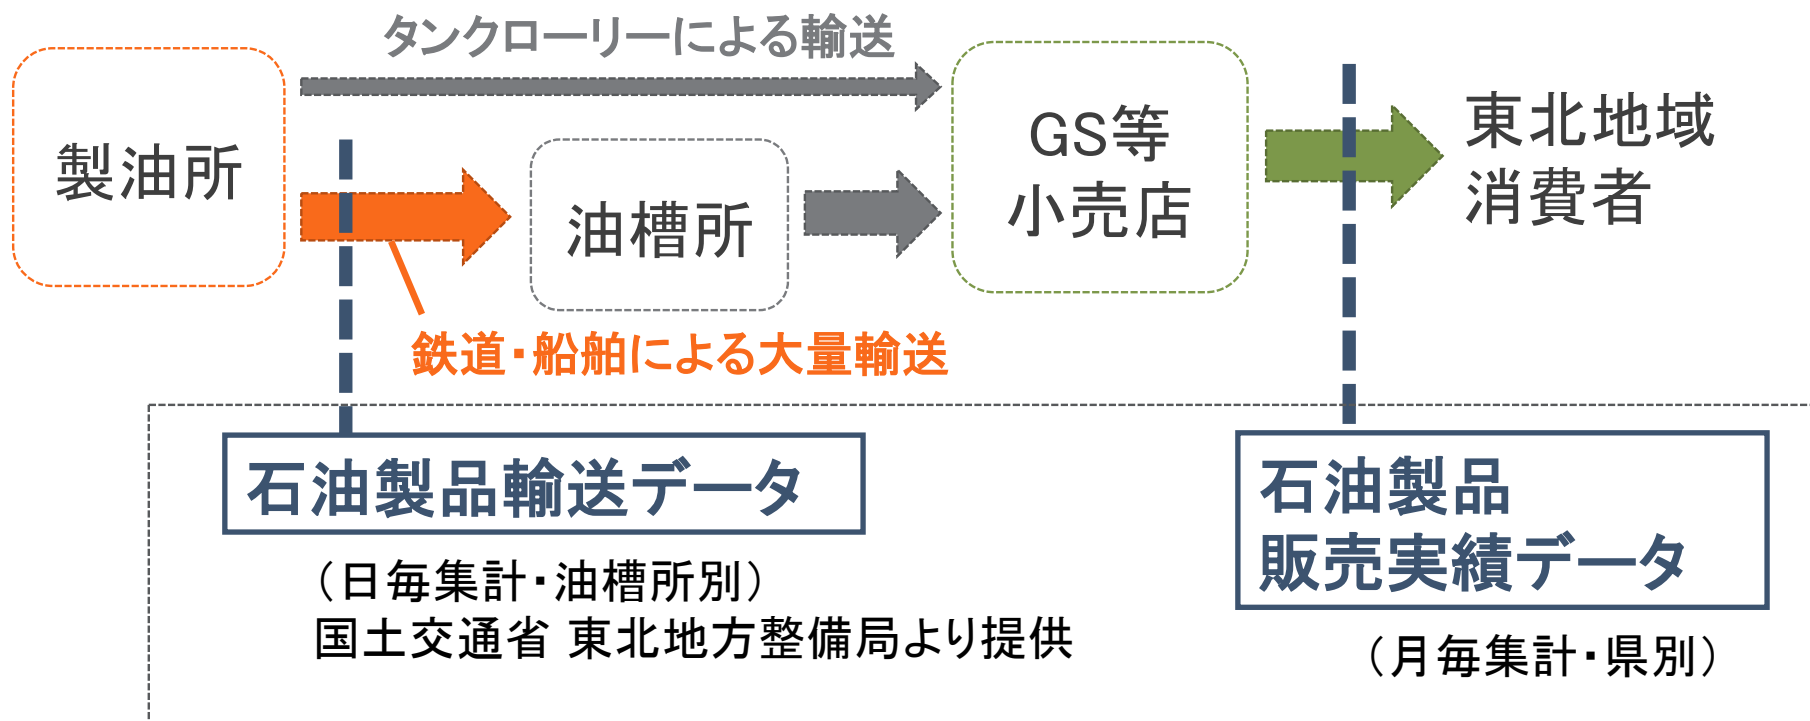 タンクローリーによる輸送
製油所
油槽所
GS等
小売店
東北地域
消費者
鉄道・船舶による大量輸送
石油製品輸送データ
（日毎集計・油槽所別）
国土交通省 東北地方整備局より提供
石油製品
販売実績データ
（月毎集計・県別）